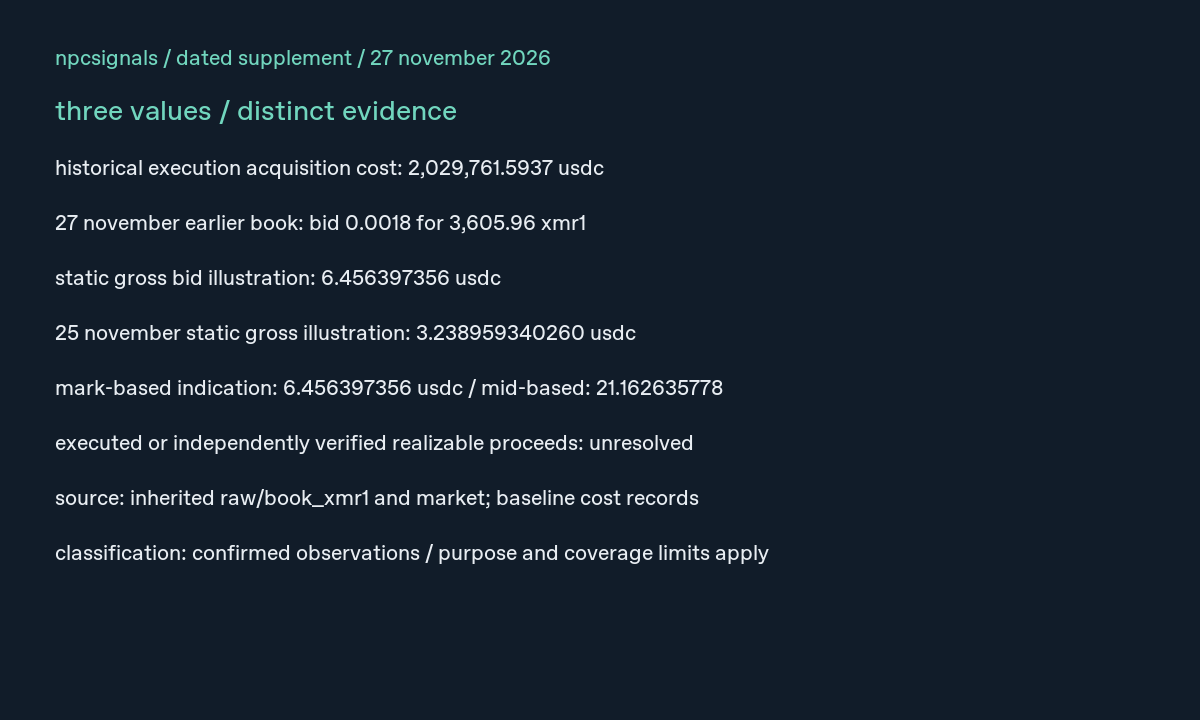 npcsignals / dated supplement / 27 november 2026
three values / distinct evidence
historical execution acquisition cost: 2,029,761.5937 usdc
27 november earlier book: bid 0.0018 for 3,605.96 xmr1
static gross bid illustration: 6.456397356 usdc
25 november static gross illustration: 3.238959340260 usdc
mark-based indication: 6.456397356 usdc / mid-based: 21.162635778
executed or independently verified realizable proceeds: unresolved
source: inherited raw/book_xmr1 and market; baseline cost records
classification: confirmed observations / purpose and coverage limits apply